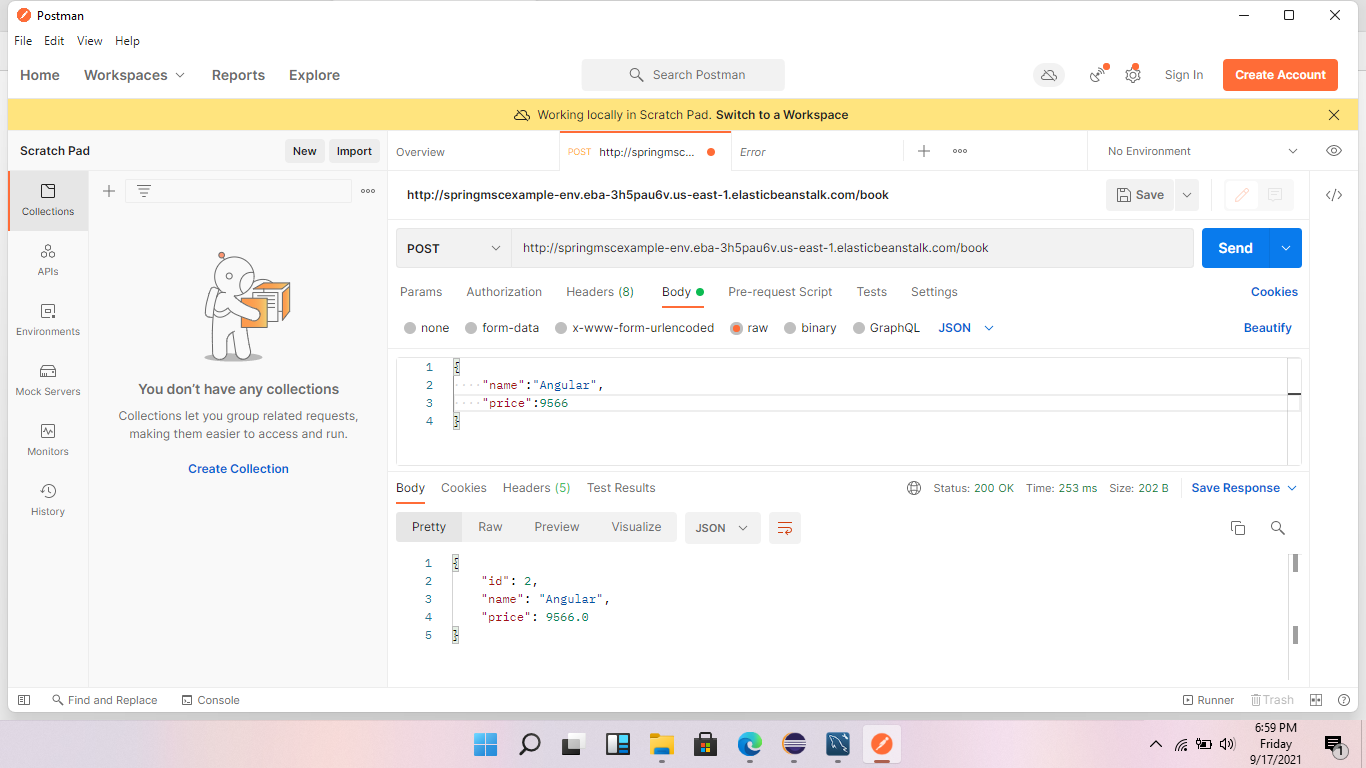 Postman
File Edit View Help
Home Workspaces Reports Explore Search Postman Sign In Create Account
Working locally in Scratch Pad. Switch to a Workspace
Scratch Pad New Import Overview POST http://springmsc... Error No Environment
Collections
APIs
Environments
Mock Servers
Monitors
History
You don't have any collections
Collections let you group related requests,
making them easier to access and run.
Create Collection
http://springmscexample-env.eba-3h5pau6v.us-east-1.elasticbeanstalk.com/book Save
POST http://springmscexample-env.eba-3h5pau6v.us-east-1.elasticbeanstalk.com/book Send
Params Authorization Headers (8) Body Pre-request Script Tests Settings Cookies
none form-data x-www-form-urlencoded raw binary GraphQL JSON Beautify
1 {
2 "name":"Angular",
3 "price":9566
4 }
Body Cookies Headers (5) Test Results Status: 200 OK Time: 253 ms Size: 202 B Save Response
Pretty Raw Preview Visualize JSON
1 {
2 "id": 2,
3 "name": "Angular",
4 "price": 9566.0
5 }
Find and Replace Console Runner Trash
6:59 PM
Friday
9/17/2021
1